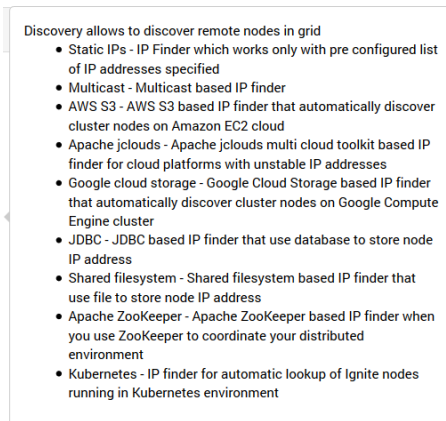 Discovery allows to discover remote nodes in grid
• Static IPs - IP Finder which works only with pre configured list
of IP addresses specified
• Multicast - Multicast based IP finder
• AWS S3 - AWS S3 based IP finder that automatically discover
cluster nodes on Amazon EC2 cloud
• Apache jclouds - Apache jclouds multi cloud toolkit based IP
finder for cloud platforms with unstable IP addresses
• Google cloud storage - Google Cloud Storage based IP finder
that automatically discover cluster nodes on Google Compute
Engine cluster
• JDBC - JDBC based IP finder that use database to store node
IP address
• Shared filesystem - Shared filesystem based IP finder that
use file to store node IP address
• Apache ZooKeeper - Apache ZooKeeper based IP finder when
you use ZooKeeper to coordinate your distributed
environment
• Kubernetes - IP finder for automatic lookup of Ignite nodes
running in Kubernetes environment